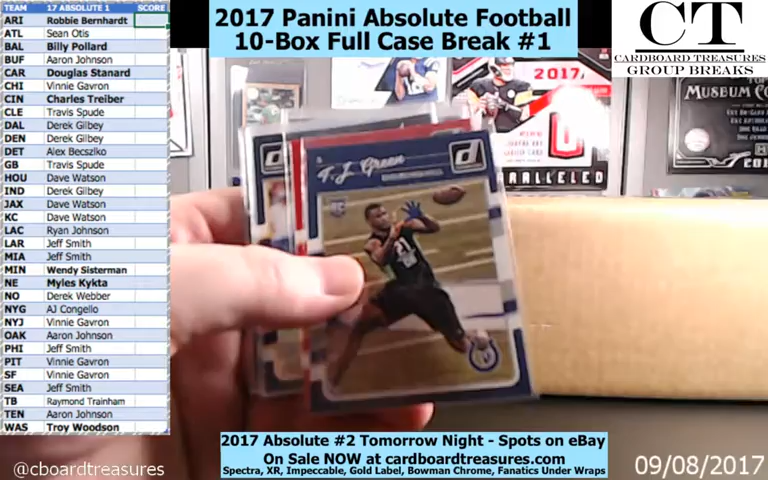 TEAM 17 ABSOLUTE 1 SCORE
ARI Robbie Bernhardt
ATL Sean Otis
BAL Billy Pollard
BUF Aaron Johnson
CAR Douglas Stanard
CHI Vinnie Gavron
CIN Charles Treiber
CLE Travis Spude
DAL Derek Gilbey
DEN Derek Gilbey
DET Alex Becszlko
GB Travis Spude
HOU Dave Watson
IND Derek Gilbey
JAX Dave Watson
KC Dave Watson
LAC Ryan Johnson
LAR Jeff Smith
MIA Jeff Smith
MIN Wendy Sisterman
NE Myles Kykta
NO Derek Webber
NYG AJ Congello
NYJ Vinnie Gavron
OAK Aaron Johnson
PHI Jeff Smith
PIT Vinnie Gavron
SF Vinnie Gavron
SEA Jeff Smith
TB Raymond Trainham
TEN Aaron Johnson
WAS Troy Woodson
2017 Panini Absolute Football
10-Box Full Case Break #1
CT
CARDBOARD TREASURES
GROUP BREAKS
2017
MUSEUM CO
RALLELED
T.J. Green
21
2017 Absolute #2 Tomorrow Night - Spots on eBay
On Sale NOW at cardboardtreasures.com
Spectra, XR, Impeccable, Gold Label, Bowman Chrome, Fanatics Under Wraps
@cboardtreasures
09/08/2017